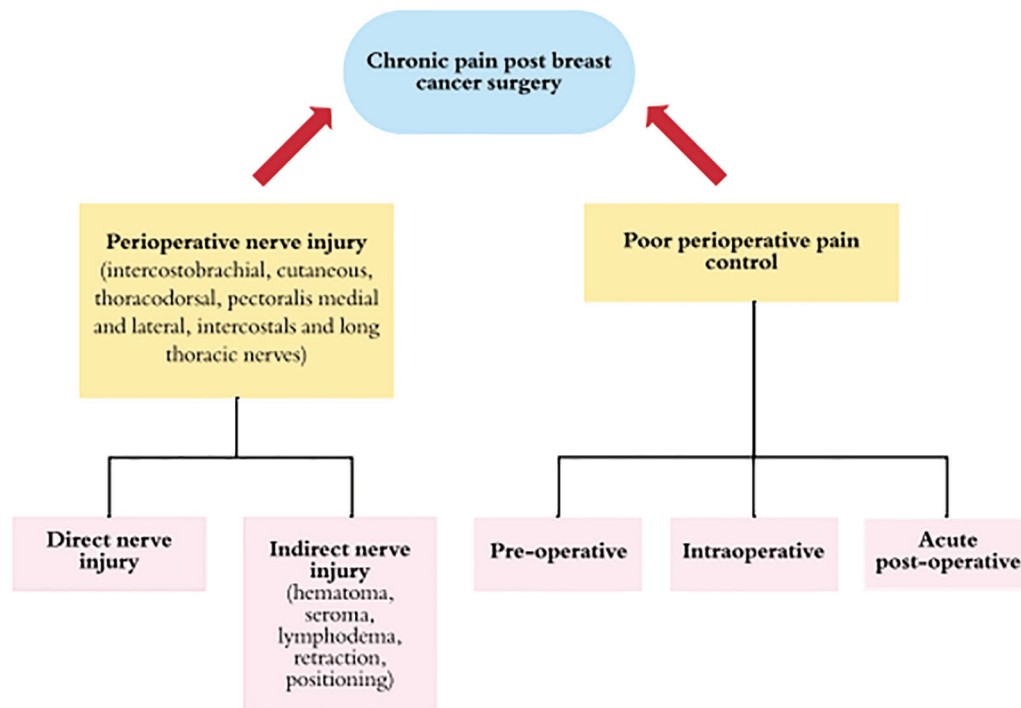 Chronic pain post breast
cancer surgery
Perioperative nerve injury
(intercostobrachial, cutaneous,
thoracodorsal, pectoralis medial
and lateral, intercostals and long
thoracic nerves)
Poor perioperative pain
control
Direct nerve
injury
Indirect nerve
injury
(hematoma,
seroma,
lymphodema,
retraction,
positioning)
Pre-operative
Intraoperative
Acute
post-operative